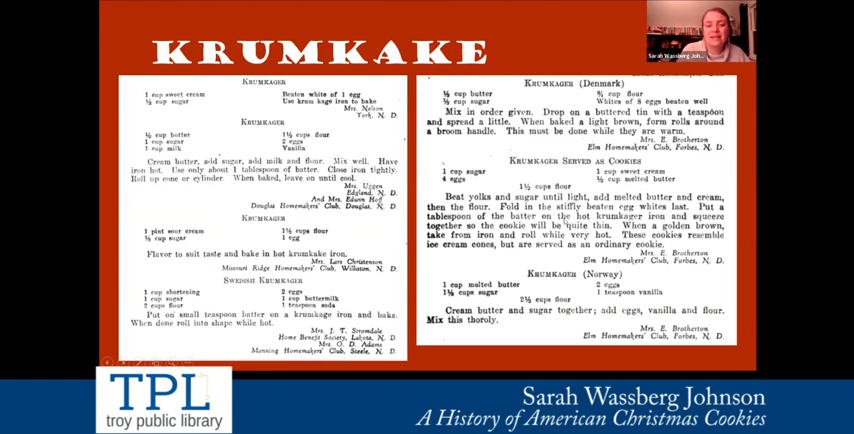 KRUMKAKE
Sarah Wassberg Joh...
KRUMKAGER
1 cup sweet cream
½ cup sugar
Beaten white of 1 egg
Use krum kage iron to bake
Mrs. Nelson
York, N. D.
KRUMKAGER
½ cup butter
1 cup sugar
1 cup milk
1½ cups flour
2 eggs
Vanilla
Cream butter, add sugar, add milk and flour. Mix well. Have
iron hot. Use only about 1 tablespoon of butter. Close iron tightly.
Roll up cone or cylinder. When baked, leave on until cool.
Mrs. Uggen
Edgland, N. D.
And Mrs. Edwin Hoff
Douglas Homemakers' Club, Douglas, N. D.
KRUMKAGER
1 pint sour cream
1 cup sugar
1½ cups flour
1 egg
Flavor to suit taste and bake in hot krumkake iron.
Mrs. Lars Christenson
Missouri Ridge Homemakers' Club, Williston, N. D.
SWEDISH KRUMKAGER
1 cup shortening
1 cup sugar
2 cups flour
2 eggs
1 cup buttermilk
1 teaspoon soda
Put on small teaspoon batter on a krumkage iron and bake.
When done roll into shape while hot.
Mrs. J. T. Stromdale
Home Benefit Society, Lakota, N. D.
Mrs. O. D. Adams
Manning Homemakers' Club, Steele, N. D.
KRUMKAGER (Denmark)
½ cup butter
½ cup sugar
¾ cup flour
Whites of 8 eggs beaten well
Mix in order given. Drop on a buttered tin with a teaspoon
and spread a little. When baked a light brown, form rolls around
a broom handle. This must be done while they are warm.
Mrs. E. Brotherton
Elm Homemakers' Club, Forbes, N. D.
KRUMKAGER SERVED AS COOKIES
1 cup sugar
4 eggs
1 cup sweet cream
½ cup melted butter
1½ cups flour
Beat yolks and sugar until light, add melted butter and cream,
then the flour. Fold in the stiffly beaten egg whites last. Put a
tablespoon of the batter on the hot krumkager iron and squeeze
together so the cookie will be quite thin. When a golden brown,
take from iron and roll while very hot. These cookies resemble
ice cream cones, but are served as an ordinary cookie.
Mrs. E. Brotherton
Elm Homemakers' Club, Forbes, N. D.
KRUMKAGER (Norway)
1 cup melted butter
1½ cups sugar
2 eggs
1 teaspoon vanilla
2½ cups flour
Cream butter and sugar together; add eggs, vanilla and flour.
Mix this thoroly.
Mrs. E. Brotherton
Elm Homemakers' Club, Forbes, N. D.
TPL
troy public library
Sarah Wassberg Johnson
A History of American Christmas Cookies